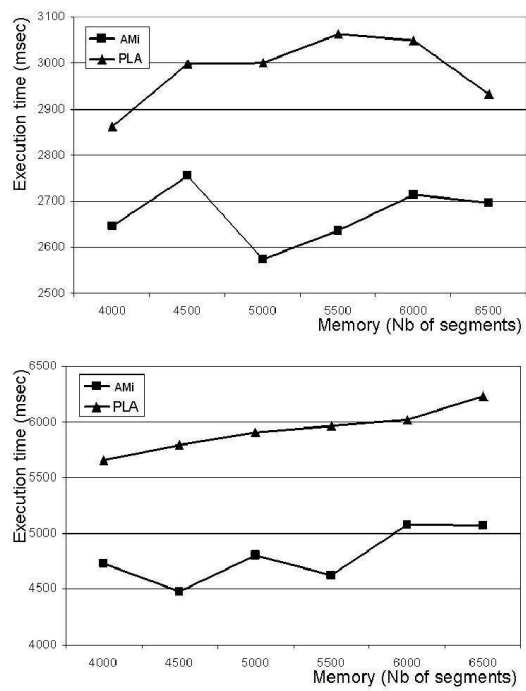 3100
3000
2900
2800
2700
2600
2500
Execution time (msec)
AMi
PLA
4000 4500 5000 5500 6000 6500
Memory (Nb of segments)
6500
6000
5500
5000
4500
4000
Execution time (msec)
AMi
PLA
4000 4500 5000 5500 6000 6500
Memory (Nb of segments)